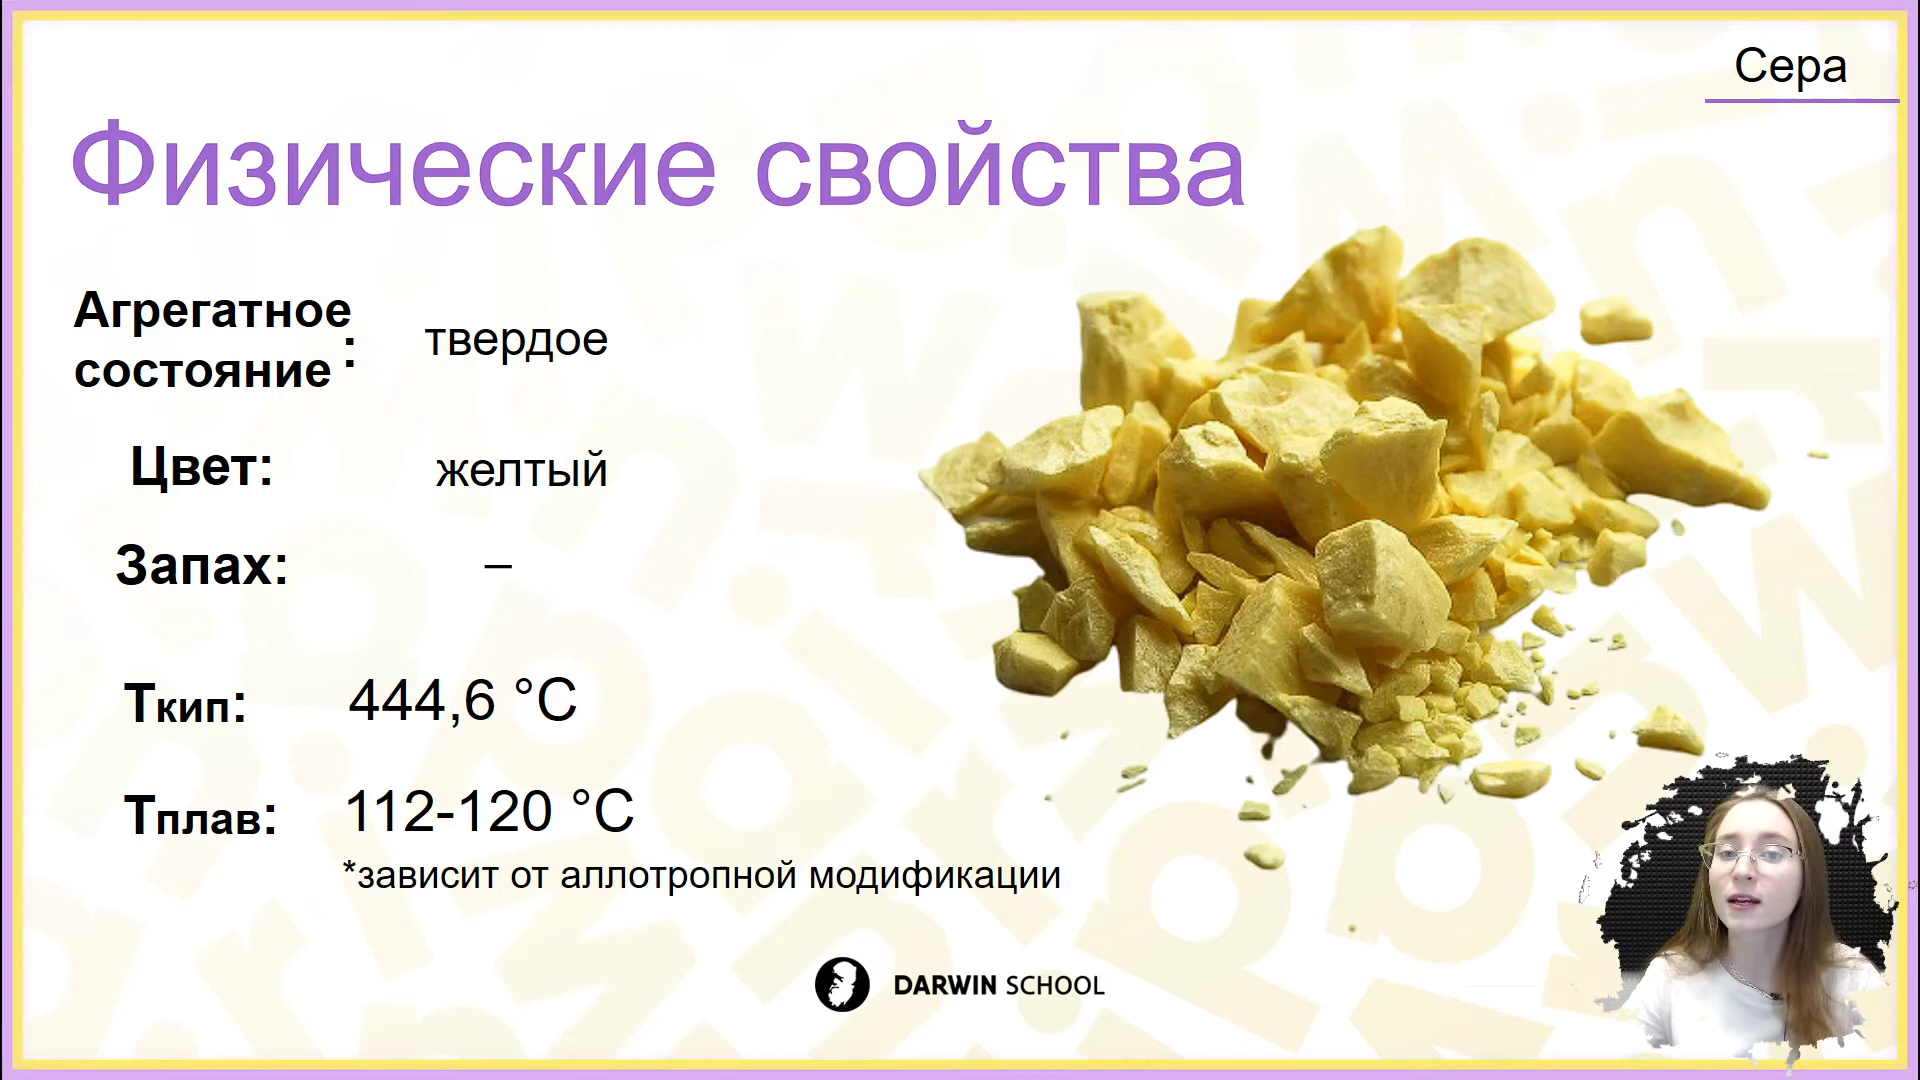 Сера
Физические свойства
Агрегатное
состояние :
твердое
Цвет:
желтый
Запах:
–
Ткип:
444,6 °C
Тплав:
112-120 °C
*зависит от аллотропной модификации
DARWIN SCHOOL